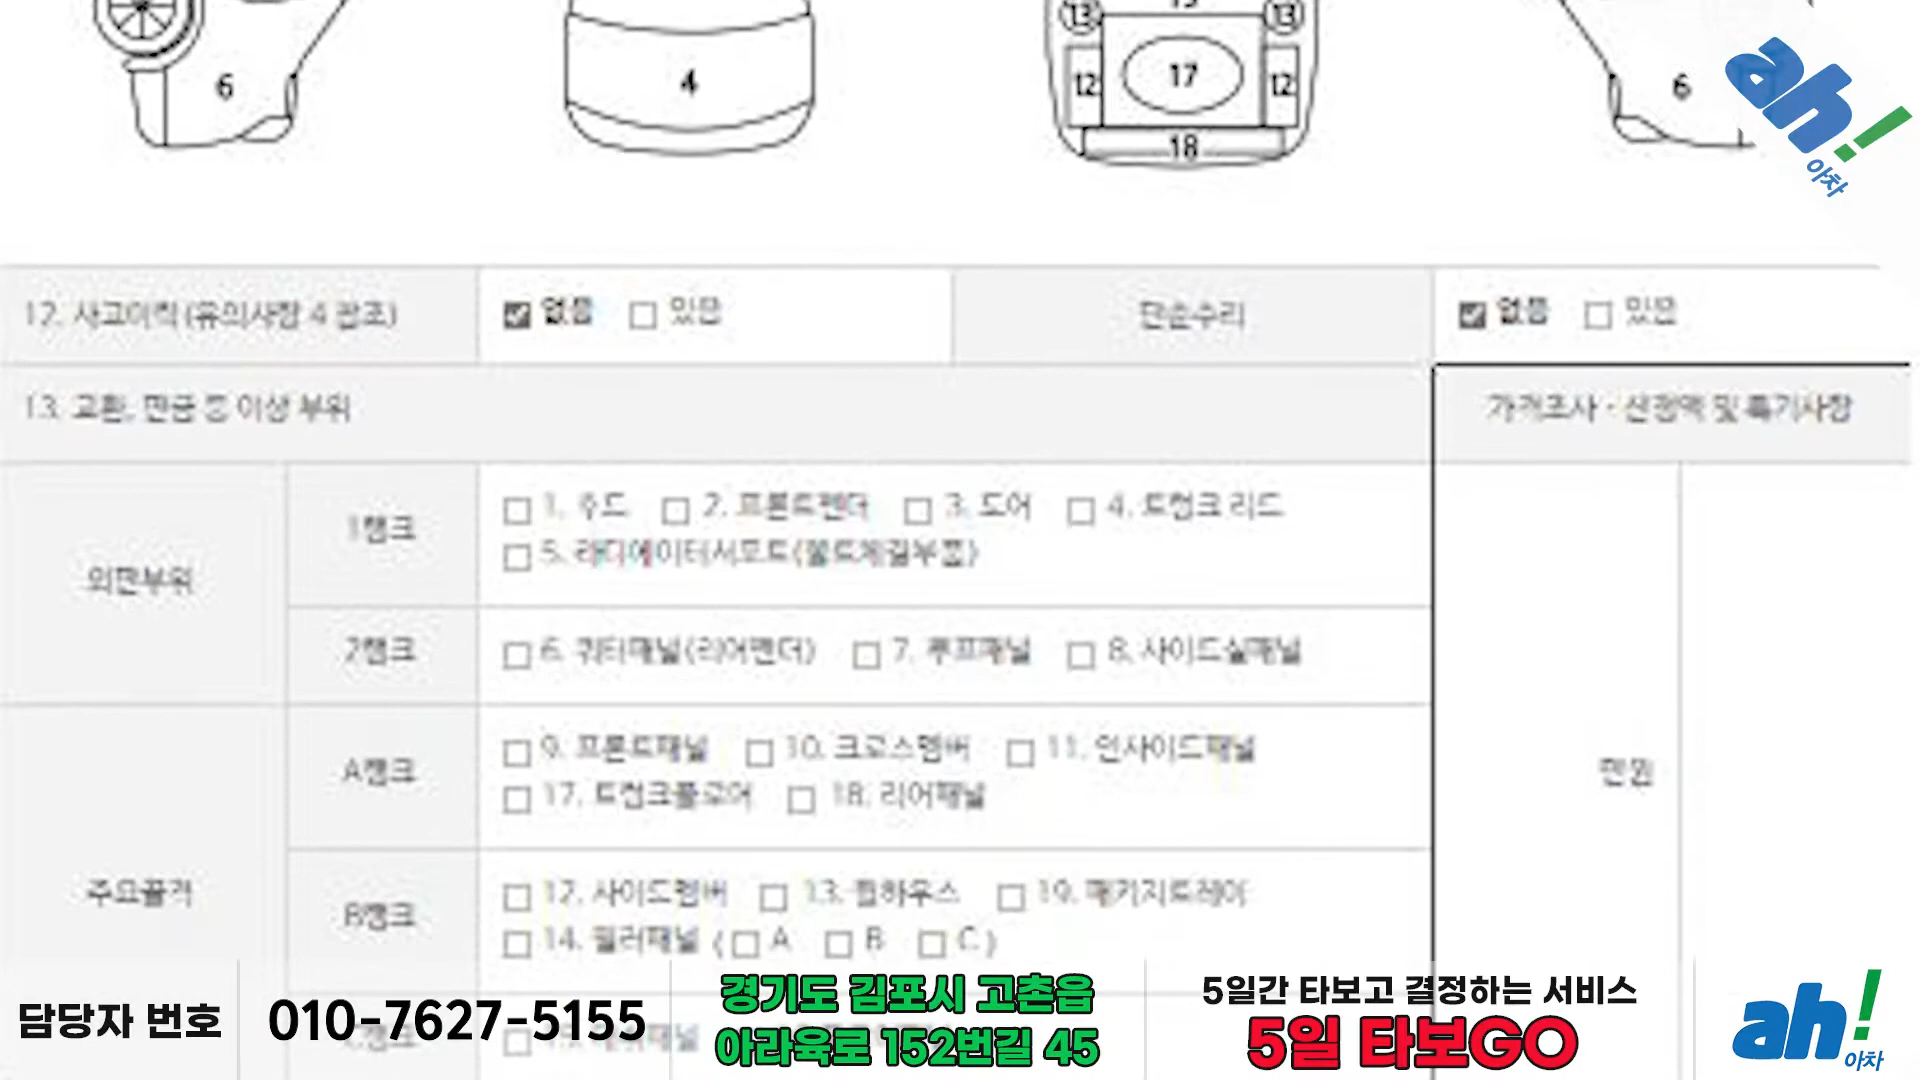 13 15 13
6 4 12 17 12 6
18
ah!
아차
12. 사고이력 (유의사항 4 참조) 없음 있음 단순수리 없음 있음
13. 교환, 판금 등 이상 부위 가격조사 · 산정액 및 특기사항
외판부위 1랭크 1. 후드 2. 프론트펜더 3. 도어 4. 트렁크 리드
5. 라디에이터서포트(볼트체결부품)
2랭크 6. 쿼터패널(리어펜더) 7. 루프패널 8. 사이드실패널
주요골격 A랭크 9. 프론트패널 10. 크로스멤버 11. 인사이드패널
17. 트렁크플로어 18. 리어패널
만원
B랭크 12. 사이드멤버 13. 휠하우스 19. 패키지트레이
14. 필러패널 ( A B C )
담당자 번호 010-7627-5155
경기도 김포시 고촌읍
아라육로 152번길 45
5일간 타보고 결정하는 서비스
5일 타보GO
ah!
아차